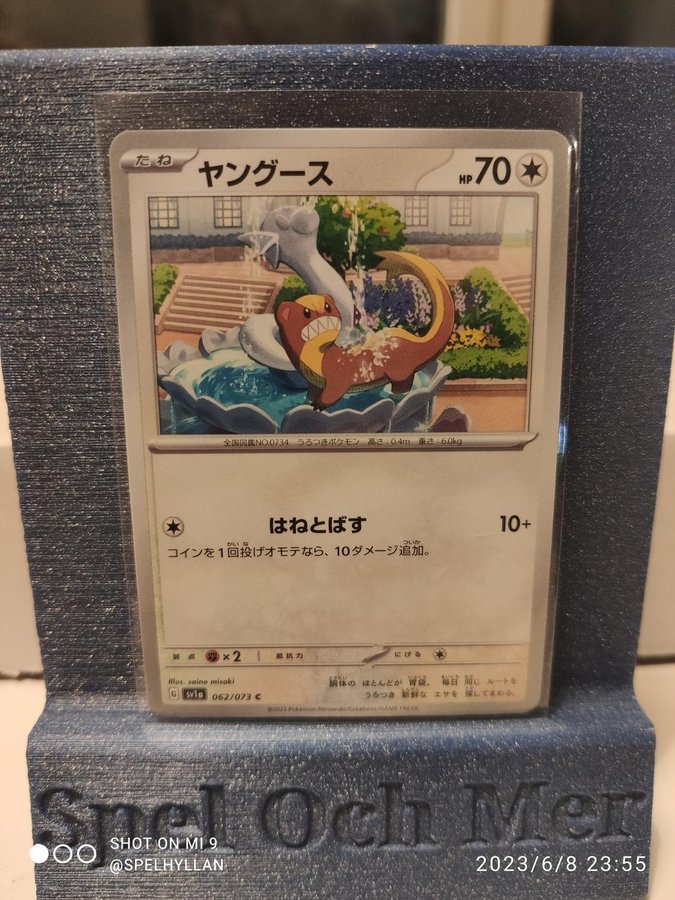 たね ヤングース HP 70
全国図鑑NO.0734 うろつきポケモン 高さ:0.4m 重さ:6.0kg
はねとばす 10+
コインを1回投げオモテなら、10ダメージ追加。
弱点 ×2 抵抗力 にげる
Illus. saino misaki
G sv1a 062/073 C
胴体の ほとんどが 胃袋。 毎日 同じ ルートを
うろつき 新鮮な エサを 探して まわる。
©2023 Pokémon/Nintendo/Creatures/GAME FREAK.
Spel Och Mer
SHOT ON MI 9
@SPELHYLLAN
2023/6/8 23:55